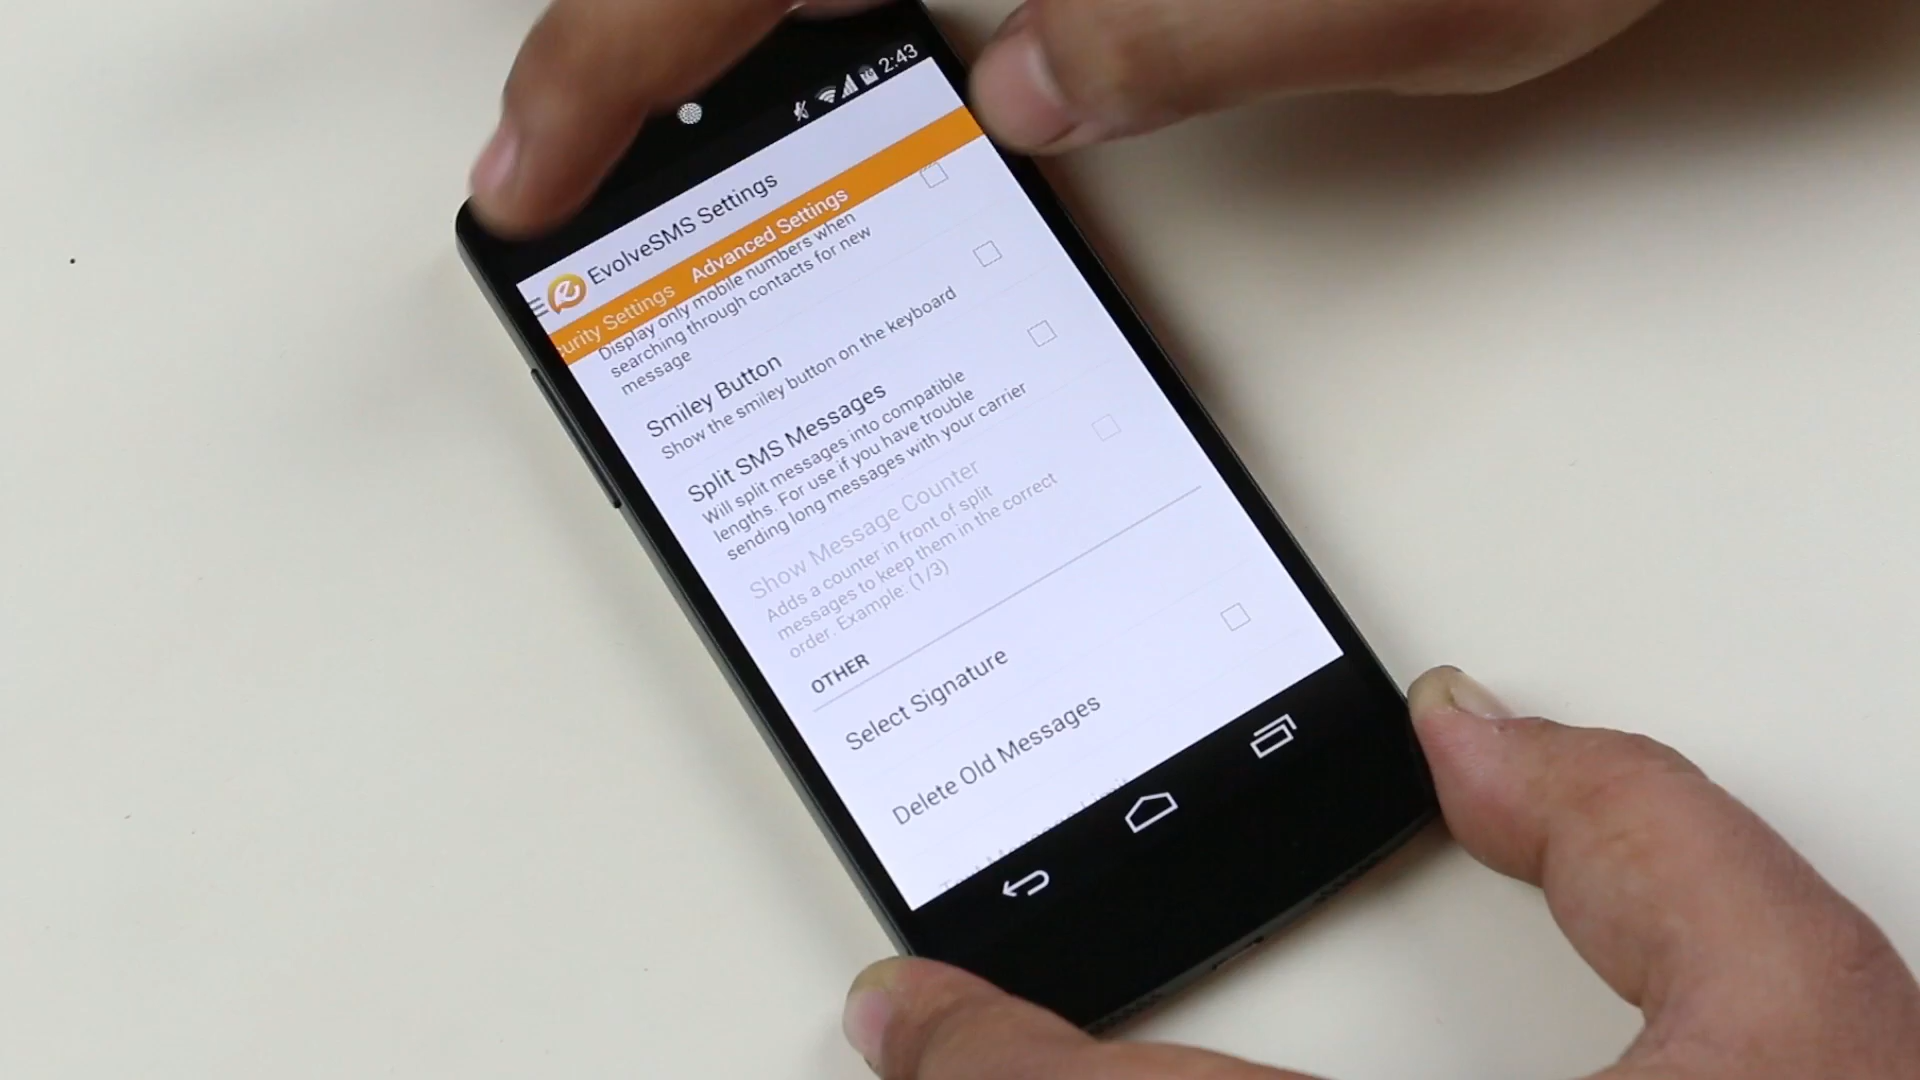 2:43
EvolveSMS Settings
curity Settings Advanced Settings
Display only mobile numbers when
searching through contacts for new
message
Smiley Button
Show the smiley button on the keyboard
Split SMS Messages
Will split messages into compatible
lengths. For use if you have trouble
sending long messages with your carrier
Show Message Counter
Adds a counter in front of split
messages to keep them in the correct
order. Example: (1/3)
OTHER
Select Signature
Delete Old Messages